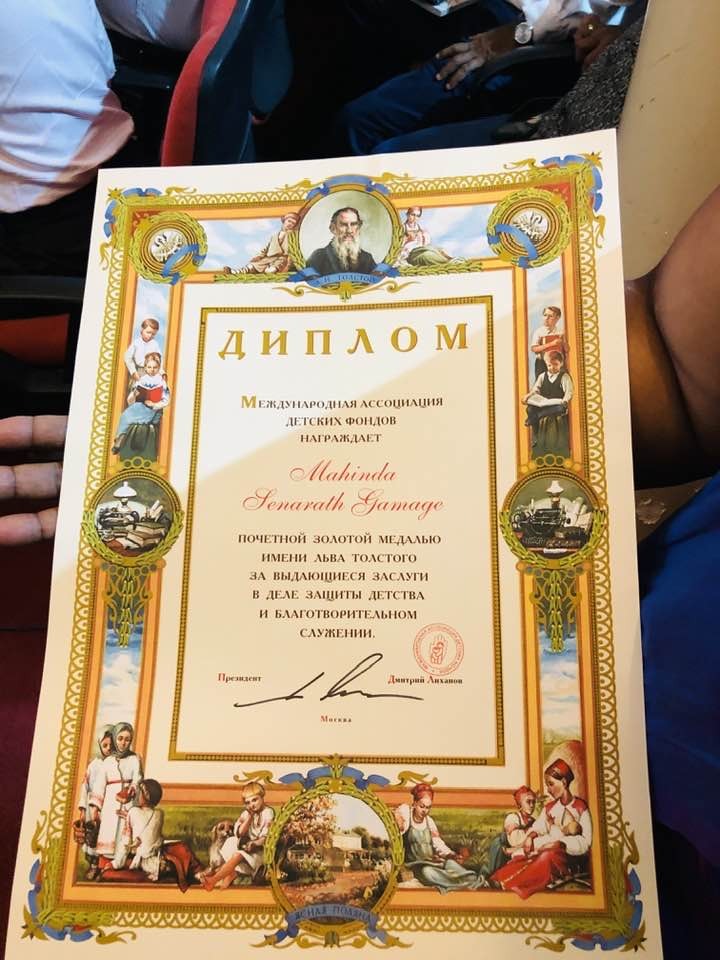 Л.Н. ТОЛСТОЙ
ДИПЛОМ
МЕЖДУНАРОДНАЯ АССОЦИАЦИЯ
ДЕТСКИХ ФОНДОВ
НАГРАЖДАЕТ
Mahinda
Senarath Gamage
ПОЧЕТНОЙ ЗОЛОТОЙ МЕДАЛЬЮ
ИМЕНИ ЛЬВА ТОЛСТОГО
ЗА ВЫДАЮЩИЕСЯ ЗАСЛУГИ
В ДЕЛЕ ЗАЩИТЫ ДЕТСТВА
И БЛАГОТВОРИТЕЛЬНОМ
СЛУЖЕНИИ.
Президент Дмитрий Лиханов
Москва
ЯСНАЯ ПОЛЯНА